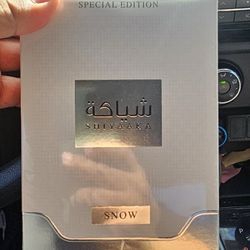 SPECIAL EDITION
شياكة
SHIYAAKA
SNOW